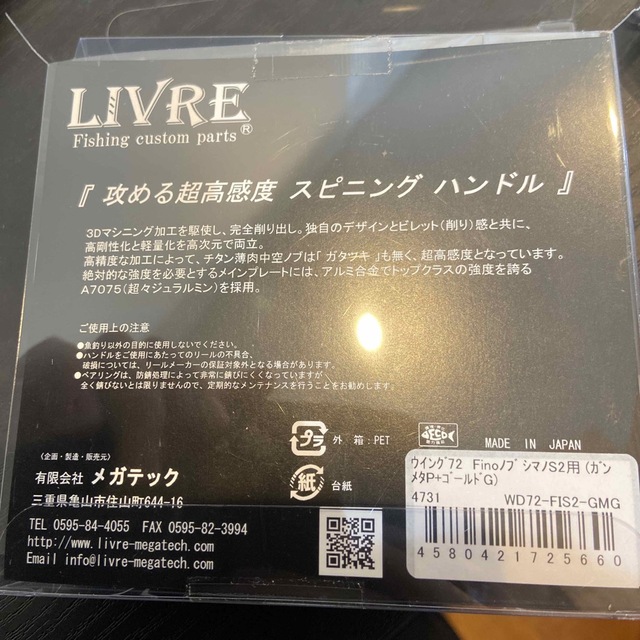 LIVRE
Fishing custom parts®
『 攻める超高感度 スピニング ハンドル 』
3Dマシニング加工を駆使し、完全削り出し。独自のデザインとビレット(削り)感と共に、
高剛性化と軽量化を高次元で両立。
高精度な加工によって、チタン薄肉中空ノブは「 ガタツキ 」も無く、超高感度となっています。
絶対的な強度を必要とするメインプレートには、アルミ合金でトップクラスの強度を誇る
A7075(超々ジュラルミン)を採用。
ご使用上の注意
●魚釣り以外の目的に使用しないでください。
●ハンドルをご使用にあたってのリールの不具合、
破損については、リールメーカーの保証対象外となる場合があります。
●ベアリングは、防錆処理によって非常に錆びにくくなっていますが
全く錆びないとは限りませんので、定期的なメンテナンスを行うことをお勧めします。
プラ 外 箱 : PET
ECO
MADE IN JAPAN
紙 台紙
(企画・製造・販売元)
有限会社 メガテック
三重県亀山市住山町644-16
TEL 0595-84-4055 FAX 0595-82-3994
http://www.livre-megatech.com
Email info@livre-megatech.com
ウイング72 Finoノブ シマノS2用 (ガン
メタP+ゴールドG)
4731 WD72-FIS2-GMG
4580421725660